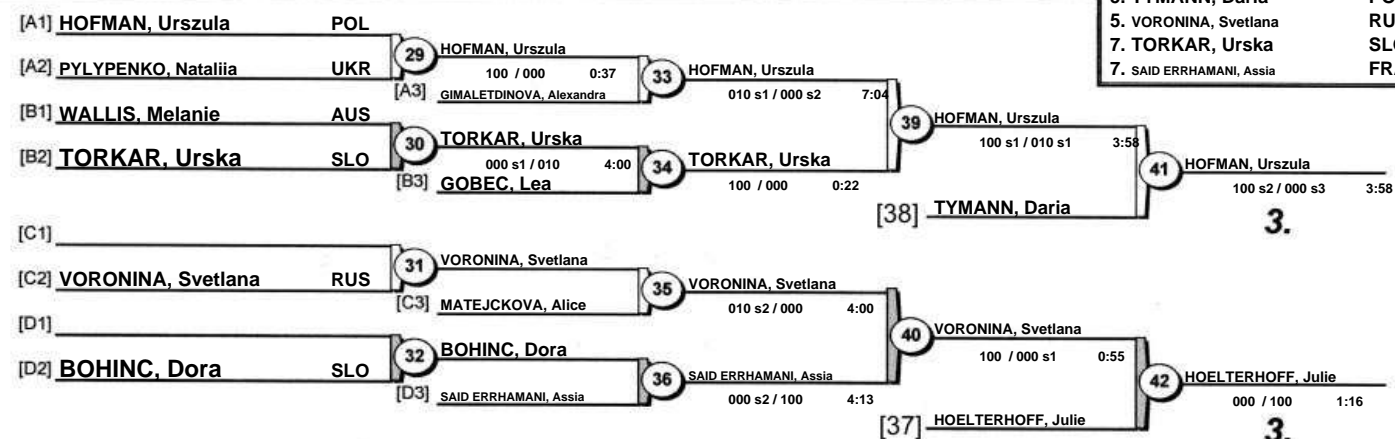 5. VORONINA, Svetlana
7. TORKAR, Urska
7. SAID ERRHAMANI, Assia
[A1] HOFMAN, Urszula POL
29
HOFMAN, Urszula
100 / 000 0:37
[A2] PYLYPENKO, Nataliia UKR
[A3] GIMALETDINOVA, Alexandra
33
HOFMAN, Urszula
010 s1 / 000 s2 7:04
[B1] WALLIS, Melanie AUS
30
TORKAR, Urska
000 s1 / 010 4:00
[B2] TORKAR, Urska SLO
[B3] GOBEC, Lea
34
TORKAR, Urska
100 / 000 0:22
39
HOFMAN, Urszula
100 s1 / 010 s1 3:58
[38] TYMANN, Daria
41
HOFMAN, Urszula
100 s2 / 000 s3 3:58
3.
[C1]
31
VORONINA, Svetlana
[C2] VORONINA, Svetlana RUS
[C3] MATEJCKOVA, Alice
35
VORONINA, Svetlana
010 s2 / 000 4:00
[D1]
32
BOHINC, Dora
[D2] BOHINC, Dora SLO
[D3] SAID ERRHAMANI, Assia
36
SAID ERRHAMANI, Assia
000 s2 / 100 4:13
40
VORONINA, Svetlana
100 / 000 s1 0:55
[37] HOELTERHOFF, Julie
42
HOELTERHOFF, Julie
000 / 100 1:16
3.